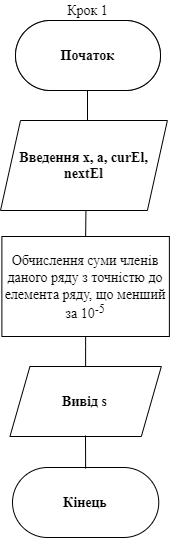 Крок 1
Початок
Введення x, a, curEl,
nextEl
Обчислення суми членів
даного ряду з точністю до
елемента ряду, що менший
за 10⁻⁵
Вивід s
Кінець